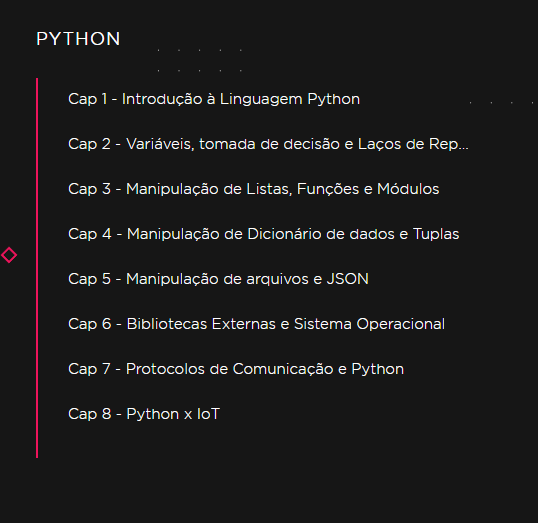 PYTHON
Cap 1 - Introdução à Linguagem Python
Cap 2 - Variáveis, tomada de decisão e Laços de Rep...
Cap 3 - Manipulação de Listas, Funções e Módulos
Cap 4 - Manipulação de Dicionário de dados e Tuplas
Cap 5 - Manipulação de arquivos e JSON
Cap 6 - Bibliotecas Externas e Sistema Operacional
Cap 7 - Protocolos de Comunicação e Python
Cap 8 - Python x IoT